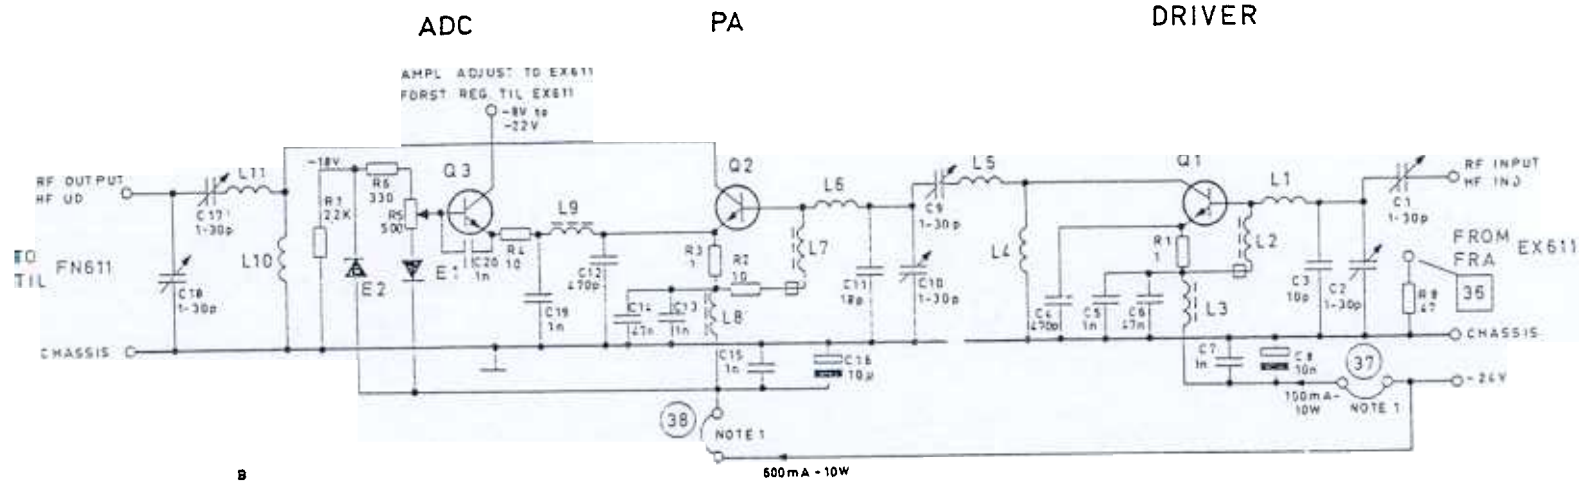 ADC
PA
DRIVER
AMPL ADJUST TO EX611
FORST REG. TIL EX611
-8V to
-22V
RF OUTPUT
HF UD
L11
C17
1-30p
-18V
R6
330
Q3
R7
2,2K
R5
500
L9
R4
10
C20
1n
E1
E2
L10
C18
1-30p
TO
TIL
FN611
C12
470p
C19
1n
Q2
R3
1
R2
10
L6
L7
L8
C14
47n
C13
1n
C11
18p
C10
1-30p
C9
1-30p
L5
L4
Q1
L1
R1
1
L2
L3
C4
470p
C5
1n
C6
47n
C3
10p
C2
1-30p
C1
1-30p
RF INPUT
HF IND
FROM
FRA
EX611
36
R8
47
CHASSIS
CHASSIS
C15
1n
C16
10µ
C7
1n
C8
10n
37
-24V
100mA-
10W
NOTE 1
38
NOTE 1
600mA-10W
B